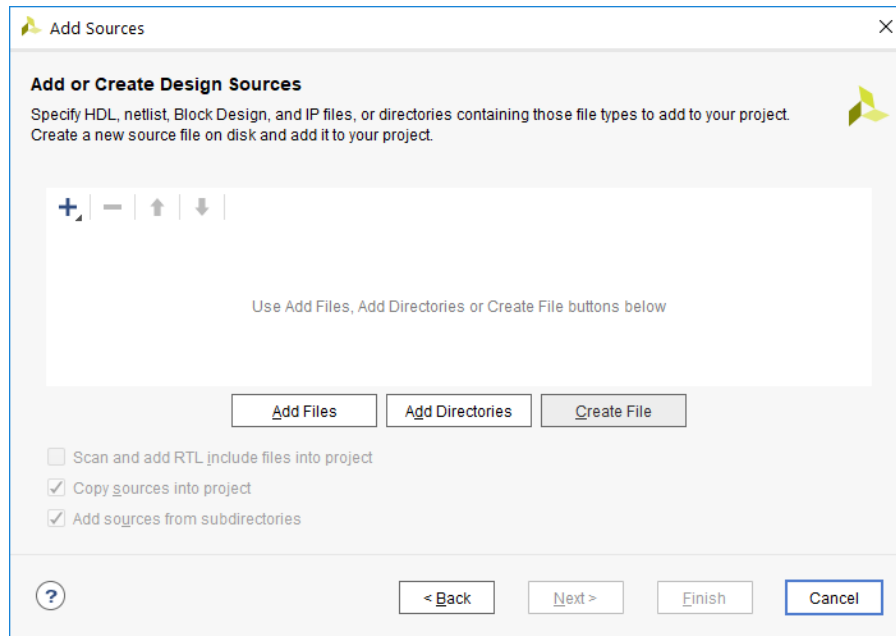 Add Sources
Add or Create Design Sources
Specify HDL, netlist, Block Design, and IP files, or directories containing those file types to add to your project.
Create a new source file on disk and add it to your project.
Use Add Files, Add Directories or Create File buttons below
Add Files Add Directories Create File
Scan and add RTL include files into project
Copy sources into project
Add sources from subdirectories
? < Back Next > Finish Cancel